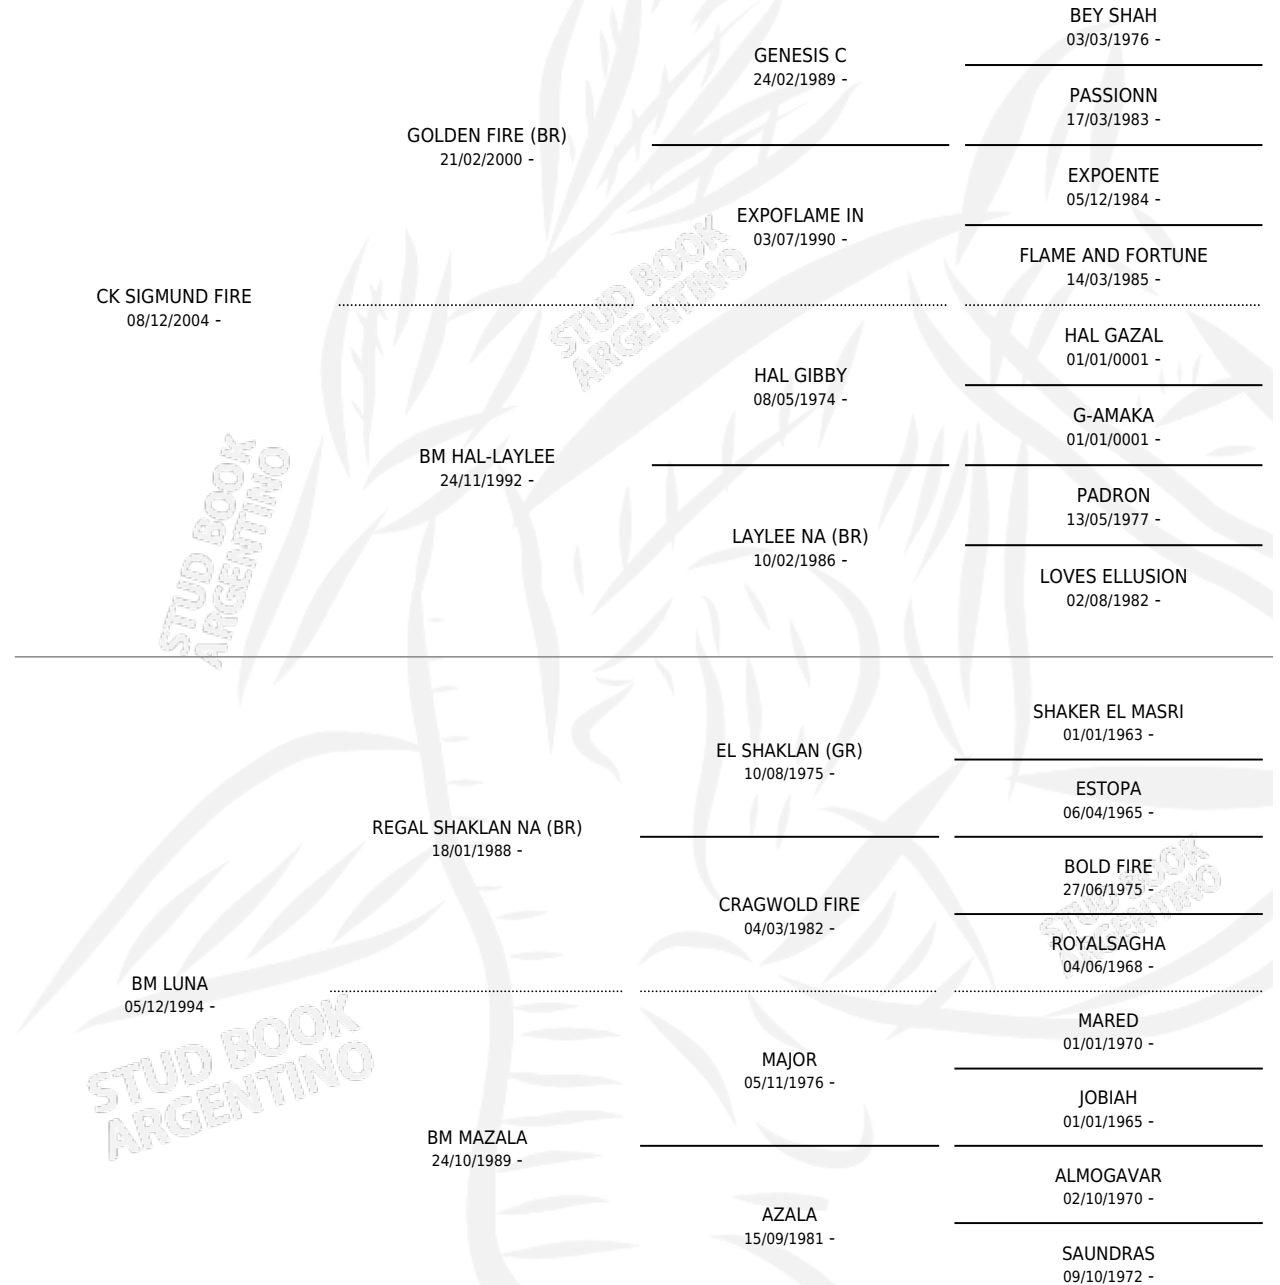 BEY SHAH
03/03/1976 -
GENESIS C
24/02/1989 -
PASSIONN
17/03/1983 -
GOLDEN FIRE (BR)
21/02/2000 -
EXPOENTE
05/12/1984 -
EXPOFLAME IN
03/07/1990 -
FLAME AND FORTUNE
14/03/1985 -
CK SIGMUND FIRE
08/12/2004 -
STUD BOOK
ARGENTINO
HAL GAZAL
01/01/0001 -
HAL GIBBY
08/05/1974 -
G-AMAKA
01/01/0001 -
BM HAL-LAYLEE
24/11/1992 -
PADRON
13/05/1977 -
LAYLEE NA (BR)
10/02/1986 -
LOVES ELLUSION
02/08/1982 -
STUD BOOK
ARGENTINO
SHAKER EL MASRI
01/01/1963 -
EL SHAKLAN (GR)
10/08/1975 -
ESTOPA
06/04/1965 -
REGAL SHAKLAN NA (BR)
18/01/1988 -
BOLD FIRE
27/06/1975 -
STUD BOOK
ARGENTINO
CRAGWOLD FIRE
04/03/1982 -
ROYALSAGHA
04/06/1968 -
BM LUNA
05/12/1994 -
MARED
01/01/1970 -
STUD BOOK
ARGENTINO
MAJOR
05/11/1976 -
JOBIAH
01/01/1965 -
BM MAZALA
24/10/1989 -
ALMOGAVAR
02/10/1970 -
AZALA
15/09/1981 -
SAUNDRAS
09/10/1972 -